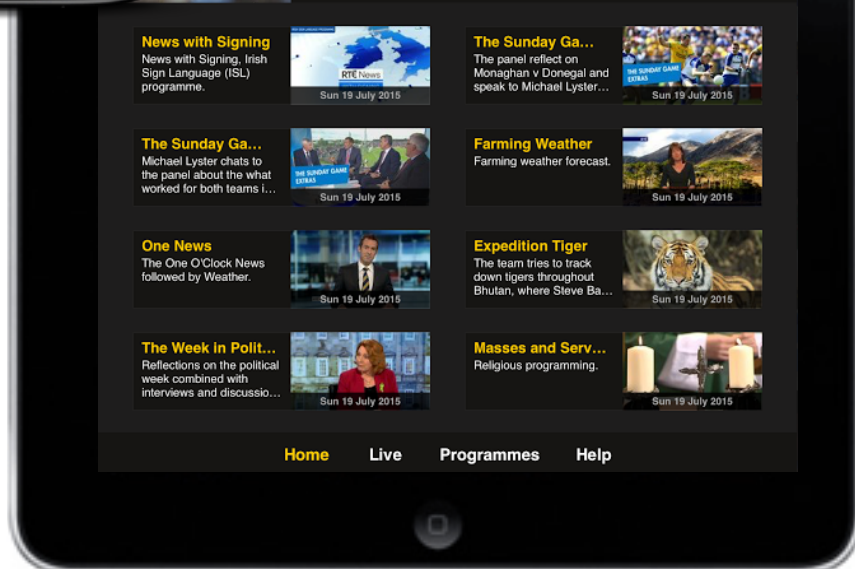 News with Signing
News with Signing, Irish
Sign Language (ISL)
programme.
RTÉ News
Sun 19 July 2015
The Sunday Ga...
The panel reflect on
Monaghan v Donegal and
speak to Michael Lyster...
THE SUNDAY GAME
EXTRAS
Sun 19 July 2015
The Sunday Ga...
Michael Lyster chats to
the panel about the what
worked for both teams i...
THE SUNDAY GAME
EXTRAS
Sun 19 July 2015
Farming Weather
Farming weather forecast.
Sun 19 July 2015
One News
The One O'Clock News
followed by Weather.
Sun 19 July 2015
Expedition Tiger
The team tries to track
down tigers throughout
Bhutan, where Steve Ba...
Sun 19 July 2015
The Week in Polit...
Reflections on the political
week combined with
interviews and discussio...
Sun 19 July 2015
Masses and Serv...
Religious programming.
Sun 19 July 2015
Home
Live
Programmes
Help